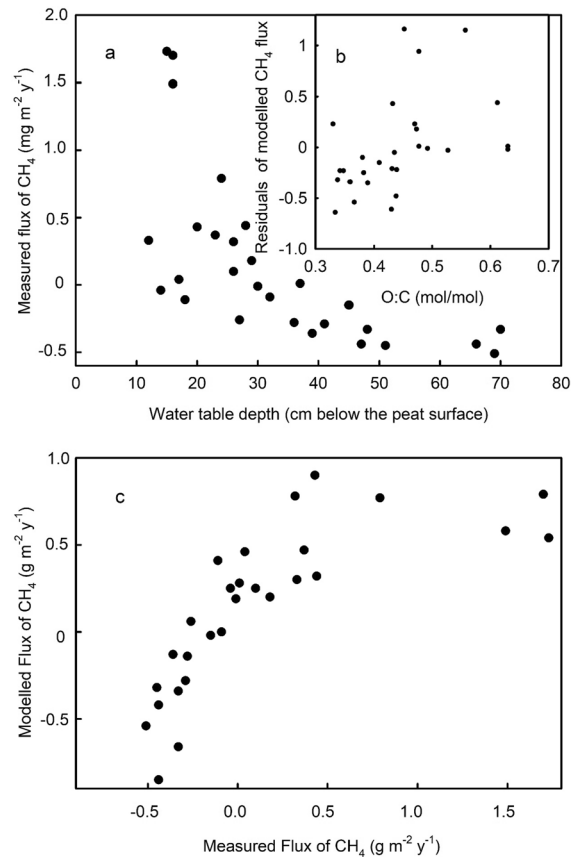 a
2.0
1.5
1.0
0.5
0
-0.5
Measured flux of CH₄ (mg m⁻² y⁻¹)
0 10 20 30 40 50 60 70 80
Water table depth (cm below the peat surface)
b
1
0.5
0
-0.5
-1.0
Residuals of modelled CH₄ flux
0.3 0.4 0.5 0.6 0.7
O:C (mol/mol)
c
1.0
0.5
0
-0.5
Modelled Flux of CH₄ (g m⁻² y⁻¹)
-0.5 0.0 0.5 1.0 1.5
Measured Flux of CH₄ (g m⁻² y⁻¹)